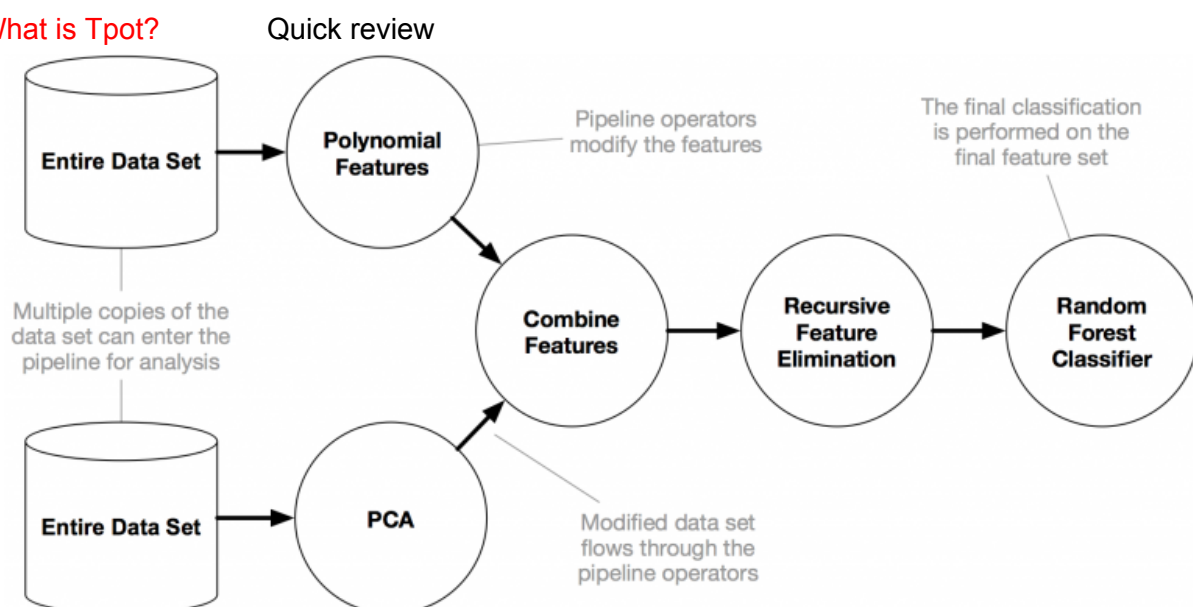 What is Tpot?
Quick review
Entire Data Set
Polynomial
Features
Pipeline operators
modify the features
The final classification
is performed on the
final feature set
Multiple copies of the
data set can enter the
pipeline for analysis
Combine
Features
Recursive
Feature
Elimination
Random
Forest
Classifier
Entire Data Set
PCA
Modified data set
flows through the
pipeline operators